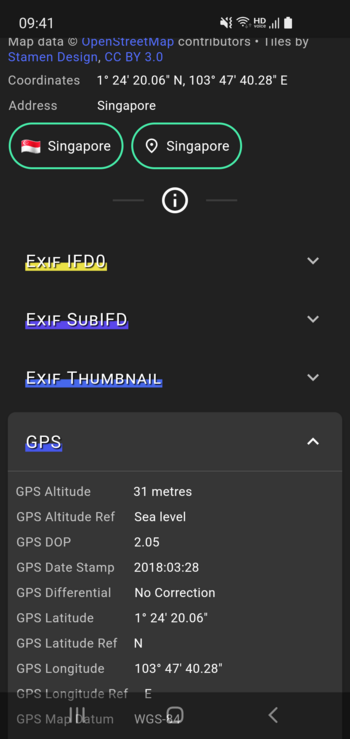 09:41
HD
VOICE
Map data © OpenStreetMap contributors • Tiles by
Stamen Design, CC BY 3.0
Coordinates 1° 24' 20.06" N, 103° 47' 40.28" E
Address Singapore
Singapore Singapore
EXIF IFD0
EXIF SUBIFD
EXIF THUMBNAIL
GPS
GPS Altitude 31 metres
GPS Altitude Ref Sea level
GPS DOP 2.05
GPS Date Stamp 2018:03:28
GPS Differential No Correction
GPS Latitude 1° 24' 20.06"
GPS Latitude Ref N
GPS Longitude 103° 47' 40.28"
GPS Longitude Ref E
GPS Map Datum WGS-84